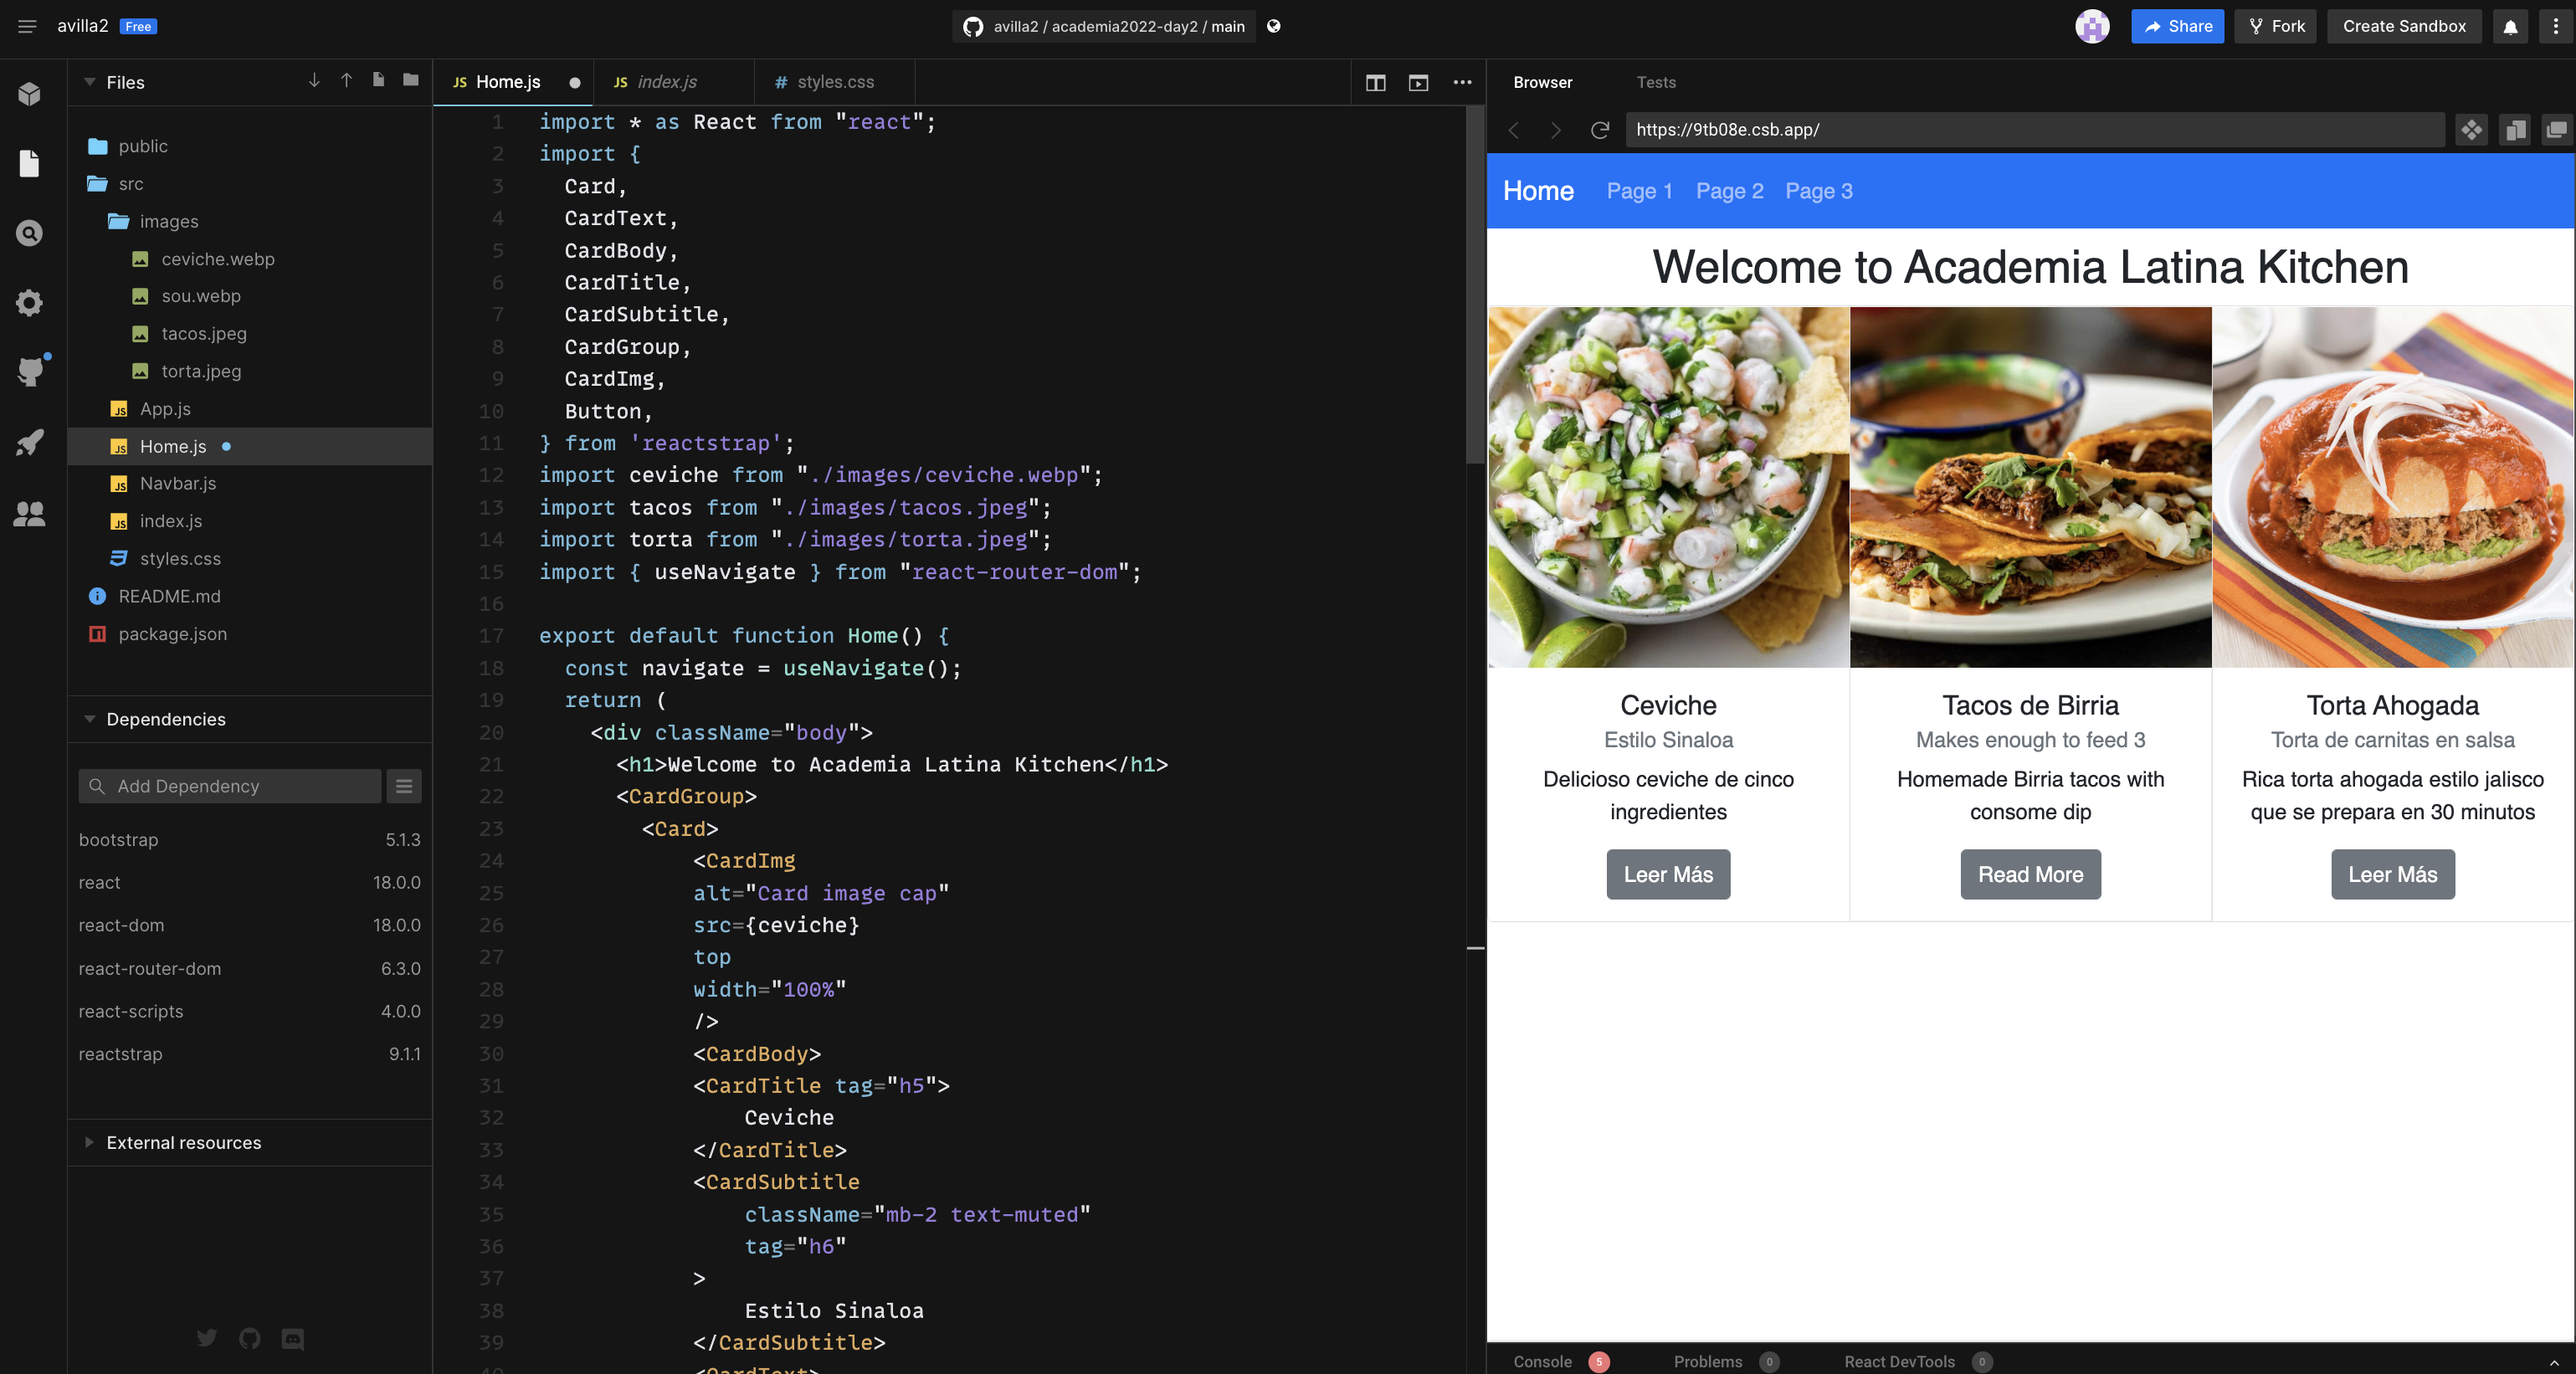 avilla2 Free
avilla2 / academia2022-day2 / main
Share
Fork
Create Sandbox
Files
public
src
images
ceviche.webp
sou.webp
tacos.jpeg
torta.jpeg
App.js
Home.js
Navbar.js
index.js
styles.css
README.md
package.json
Dependencies
Add Dependency
bootstrap 5.1.3
react 18.0.0
react-dom 18.0.0
react-router-dom 6.3.0
react-scripts 4.0.0
reactstrap 9.1.1
External resources
JS Home.js
JS index.js
# styles.css
1 import * as React from "react";
2 import {
3 Card,
4 CardText,
5 CardBody,
6 CardTitle,
7 CardSubtitle,
8 CardGroup,
9 CardImg,
10 Button,
11 } from 'reactstrap';
12 import ceviche from "./images/ceviche.webp";
13 import tacos from "./images/tacos.jpeg";
14 import torta from "./images/torta.jpeg";
15 import { useNavigate } from "react-router-dom";
16
17 export default function Home() {
18 const navigate = useNavigate();
19 return (
20 <div className="body">
21 <h1>Welcome to Academia Latina Kitchen</h1>
22 <CardGroup>
23 <Card>
24 <CardImg
25 alt="Card image cap"
26 src={ceviche}
27 top
28 width="100%"
29 />
30 <CardBody>
31 <CardTitle tag="h5">
32 Ceviche
33 </CardTitle>
34 <CardSubtitle
35 className="mb-2 text-muted"
36 tag="h6"
37 >
38 Estilo Sinaloa
39 </CardSubtitle>
40 <CardText>
Browser
Tests
https://9tb08e.csb.app/
Home Page 1 Page 2 Page 3
Welcome to Academia Latina Kitchen
Ceviche
Estilo Sinaloa
Delicioso ceviche de cinco
ingredientes
Leer Más
Tacos de Birria
Makes enough to feed 3
Homemade Birria tacos with
consome dip
Read More
Torta Ahogada
Torta de carnitas en salsa
Rica torta ahogada estilo jalisco
que se prepara en 30 minutos
Leer Más
Console 5
Problems 0
React DevTools 0